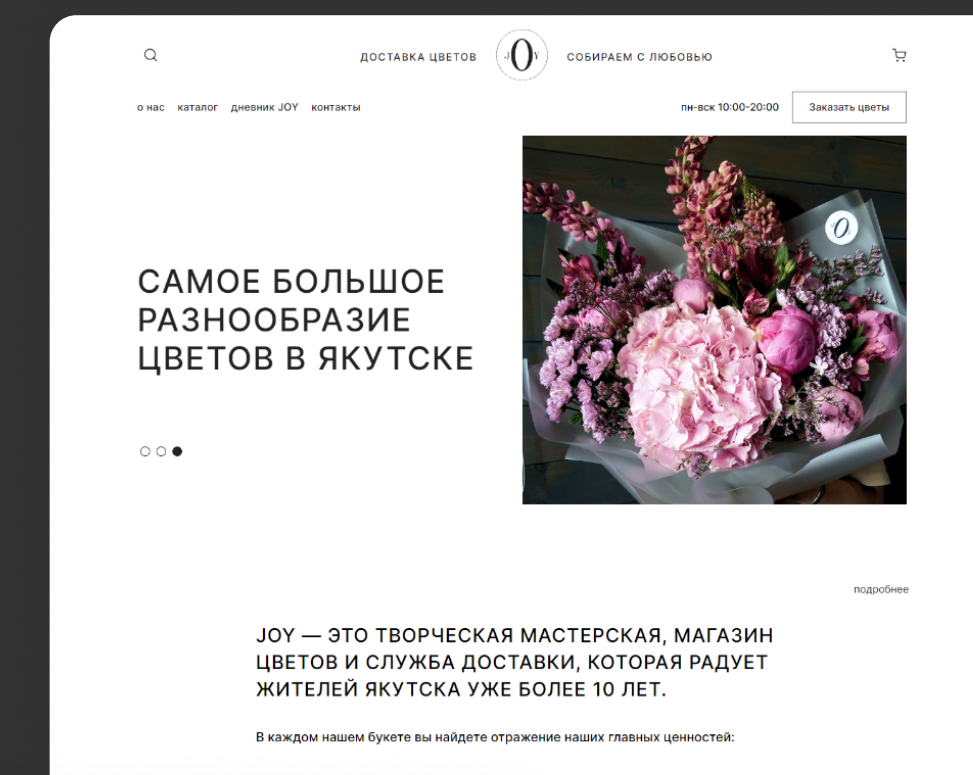 ДОСТАВКА ЦВЕТОВ
JOY
СОБИРАЕМ С ЛЮБОВЬЮ
о нас каталог дневник JOY контакты
пн-вск 10:00-20:00
Заказать цветы
САМОЕ БОЛЬШОЕ
РАЗНООБРАЗИЕ
ЦВЕТОВ В ЯКУТСКЕ
подробнее
JOY — ЭТО ТВОРЧЕСКАЯ МАСТЕРСКАЯ, МАГАЗИН
ЦВЕТОВ И СЛУЖБА ДОСТАВКИ, КОТОРАЯ РАДУЕТ
ЖИТЕЛЕЙ ЯКУТСКА УЖЕ БОЛЕЕ 10 ЛЕТ.
В каждом нашем букете вы найдете отражение наших главных ценностей: